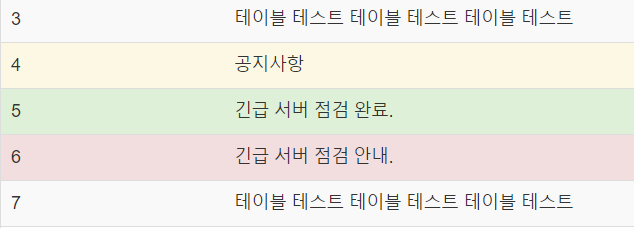 3 테이블 테스트 테이블 테스트 테이블 테스트
4 공지사항
5 긴급 서버 점검 완료.
6 긴급 서버 점검 안내.
7 테이블 테스트 테이블 테스트 테이블 테스트